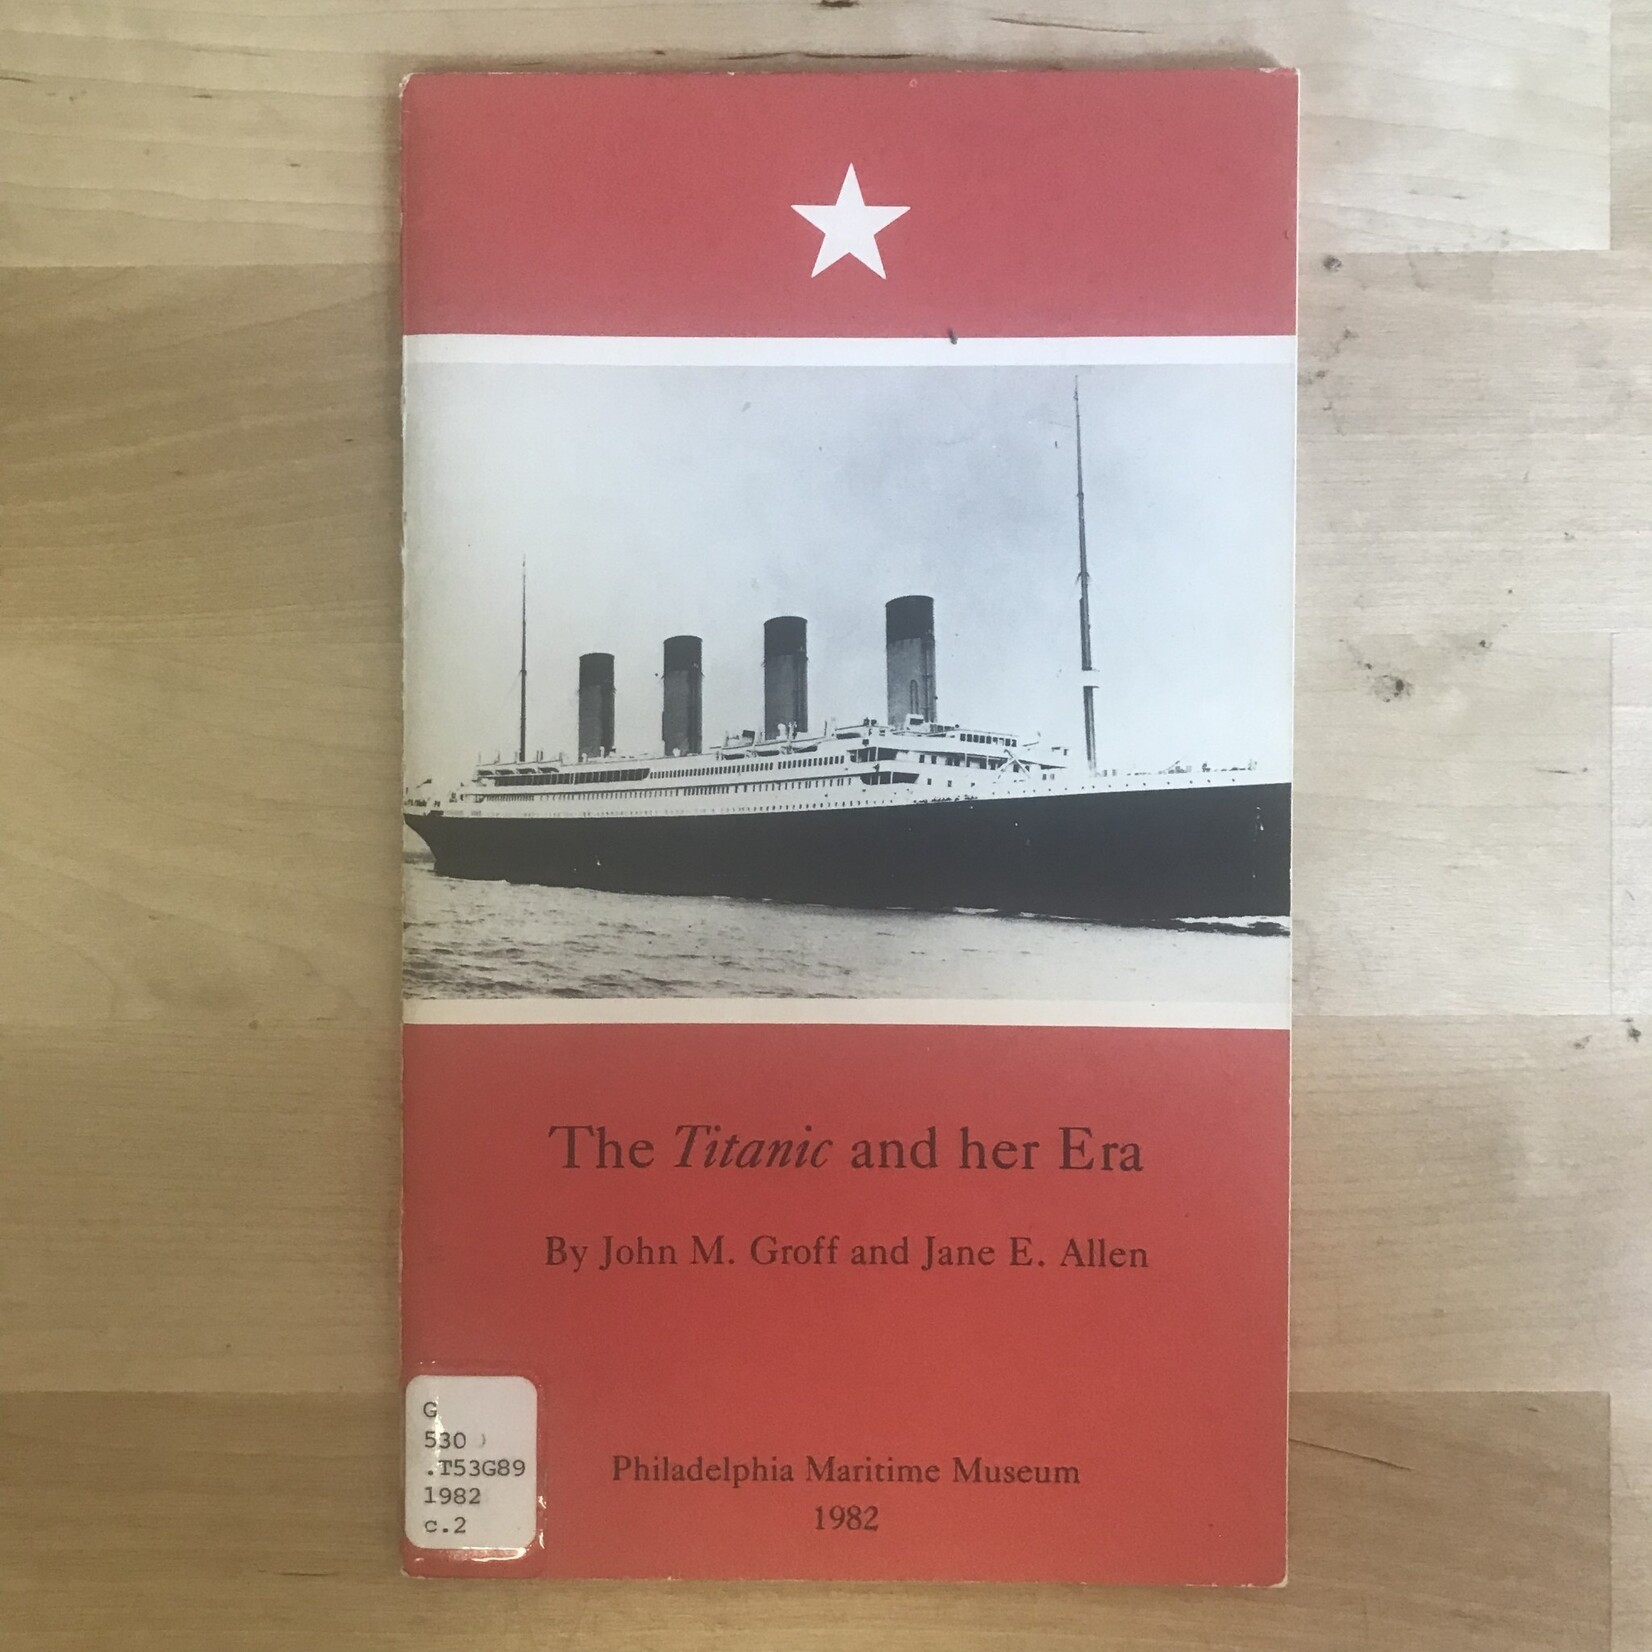 The Titanic and her Era
By John M. Groff and Jane E. Allen
Philadelphia Maritime Museum
1982
G
530
.T53G89
1982
c.2